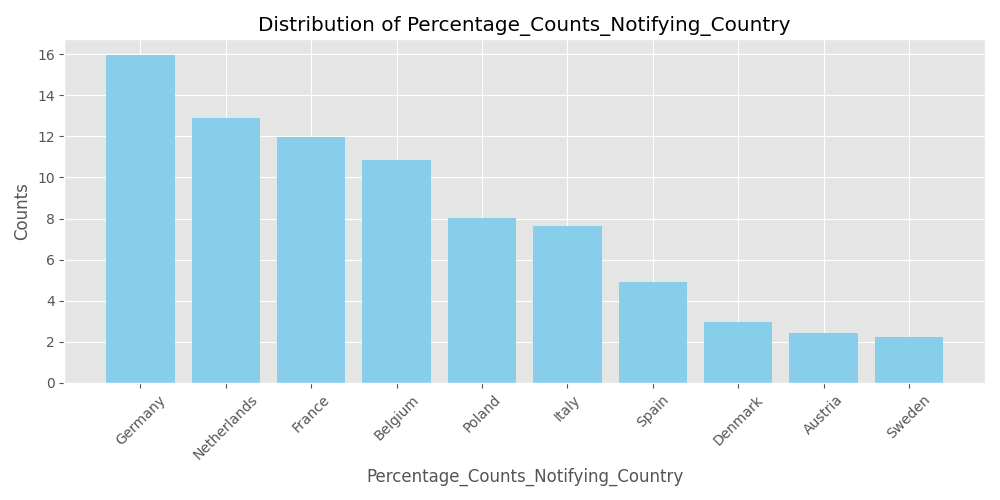 Distribution of Percentage_Counts_Notifying_Country
Counts
16
14
12
10
8
6
4
2
0
Germany
Netherlands
France
Belgium
Poland
Italy
Spain
Denmark
Austria
Sweden
Percentage_Counts_Notifying_Country